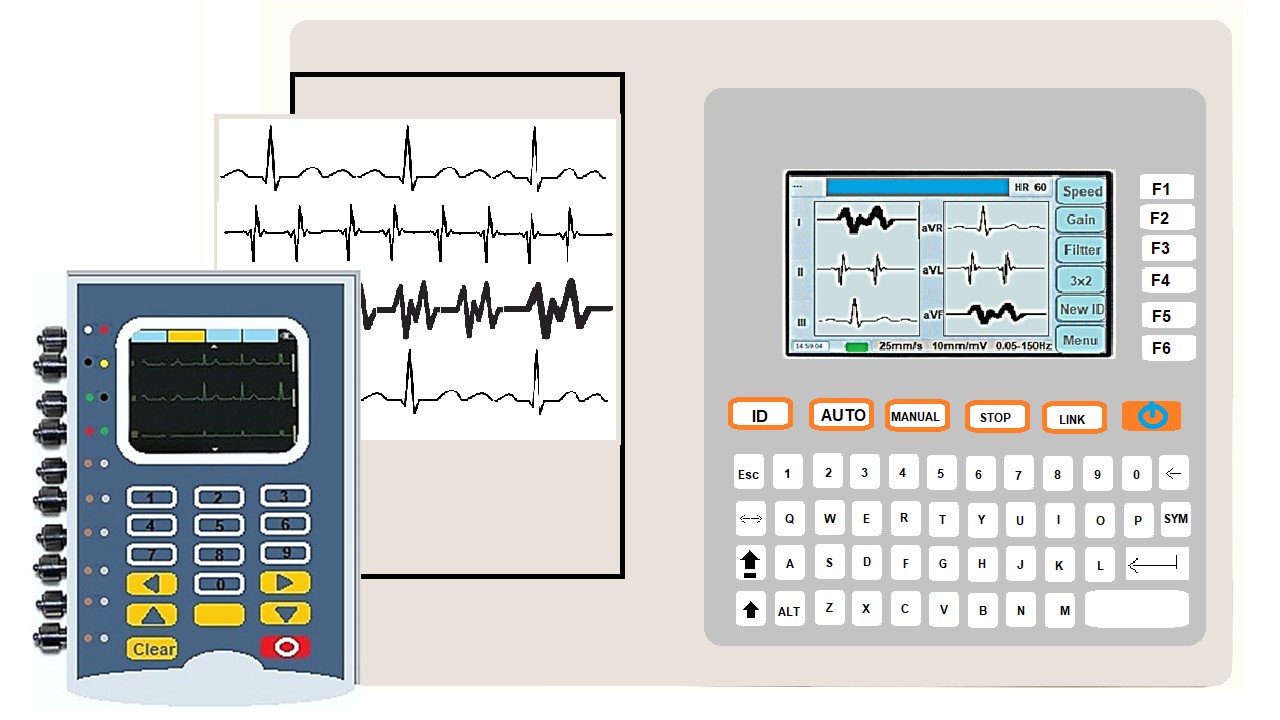 --- HR 60 Speed F1
I aVR Gain F2
Filtter F3
II aVL 3x2 F4
New ID F5
III aVF
14:59:04 25mm/s 10mm/mV 0.05-150Hz Menu F6
ID AUTO MANUAL STOP LINK
Esc 1 2 3 4 5 6 7 8 9 0
Q W E R T Y U I O P SYM
A S D F G H J K L
ALT Z X C V B N M
1 2 3
4 5 6
7 8 9
0
Clear